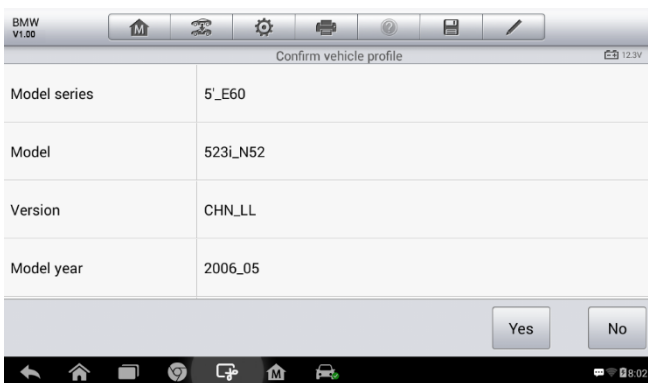 BMW
V1.00
M
?
Confirm vehicle profile
12.3V
Model series 5'_E60
Model 523i_N52
Version CHN_LL
Model year 2006_05
Yes No
M
8:02